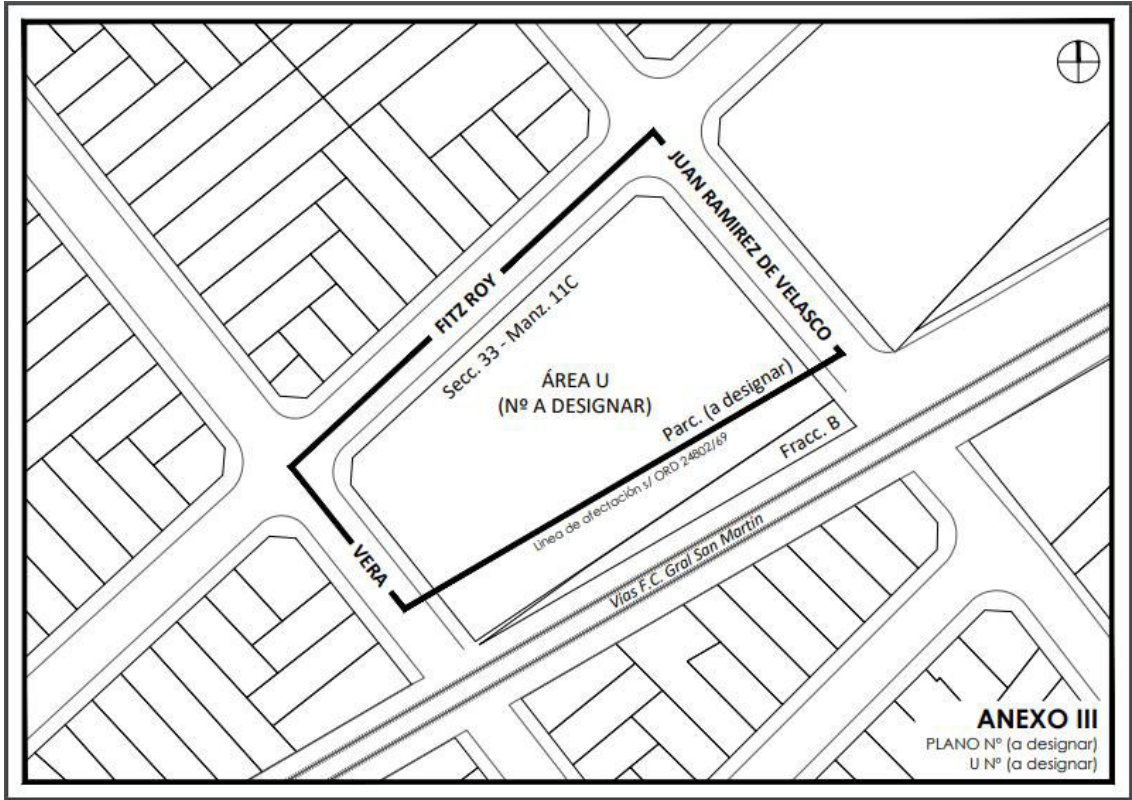 JUAN RAMIREZ DE VELASCO
FITZ ROY
Secc. 33 - Manz. 11C
ÁREA U
(Nº A DESIGNAR)
Parc. (a designar)
Linea de afectación s/ ORD 24802/69
Fracc. B
VERA
Vías F.C. Gral San Martín
ANEXO III
PLANO Nº (a designar)
U Nº (a designar)